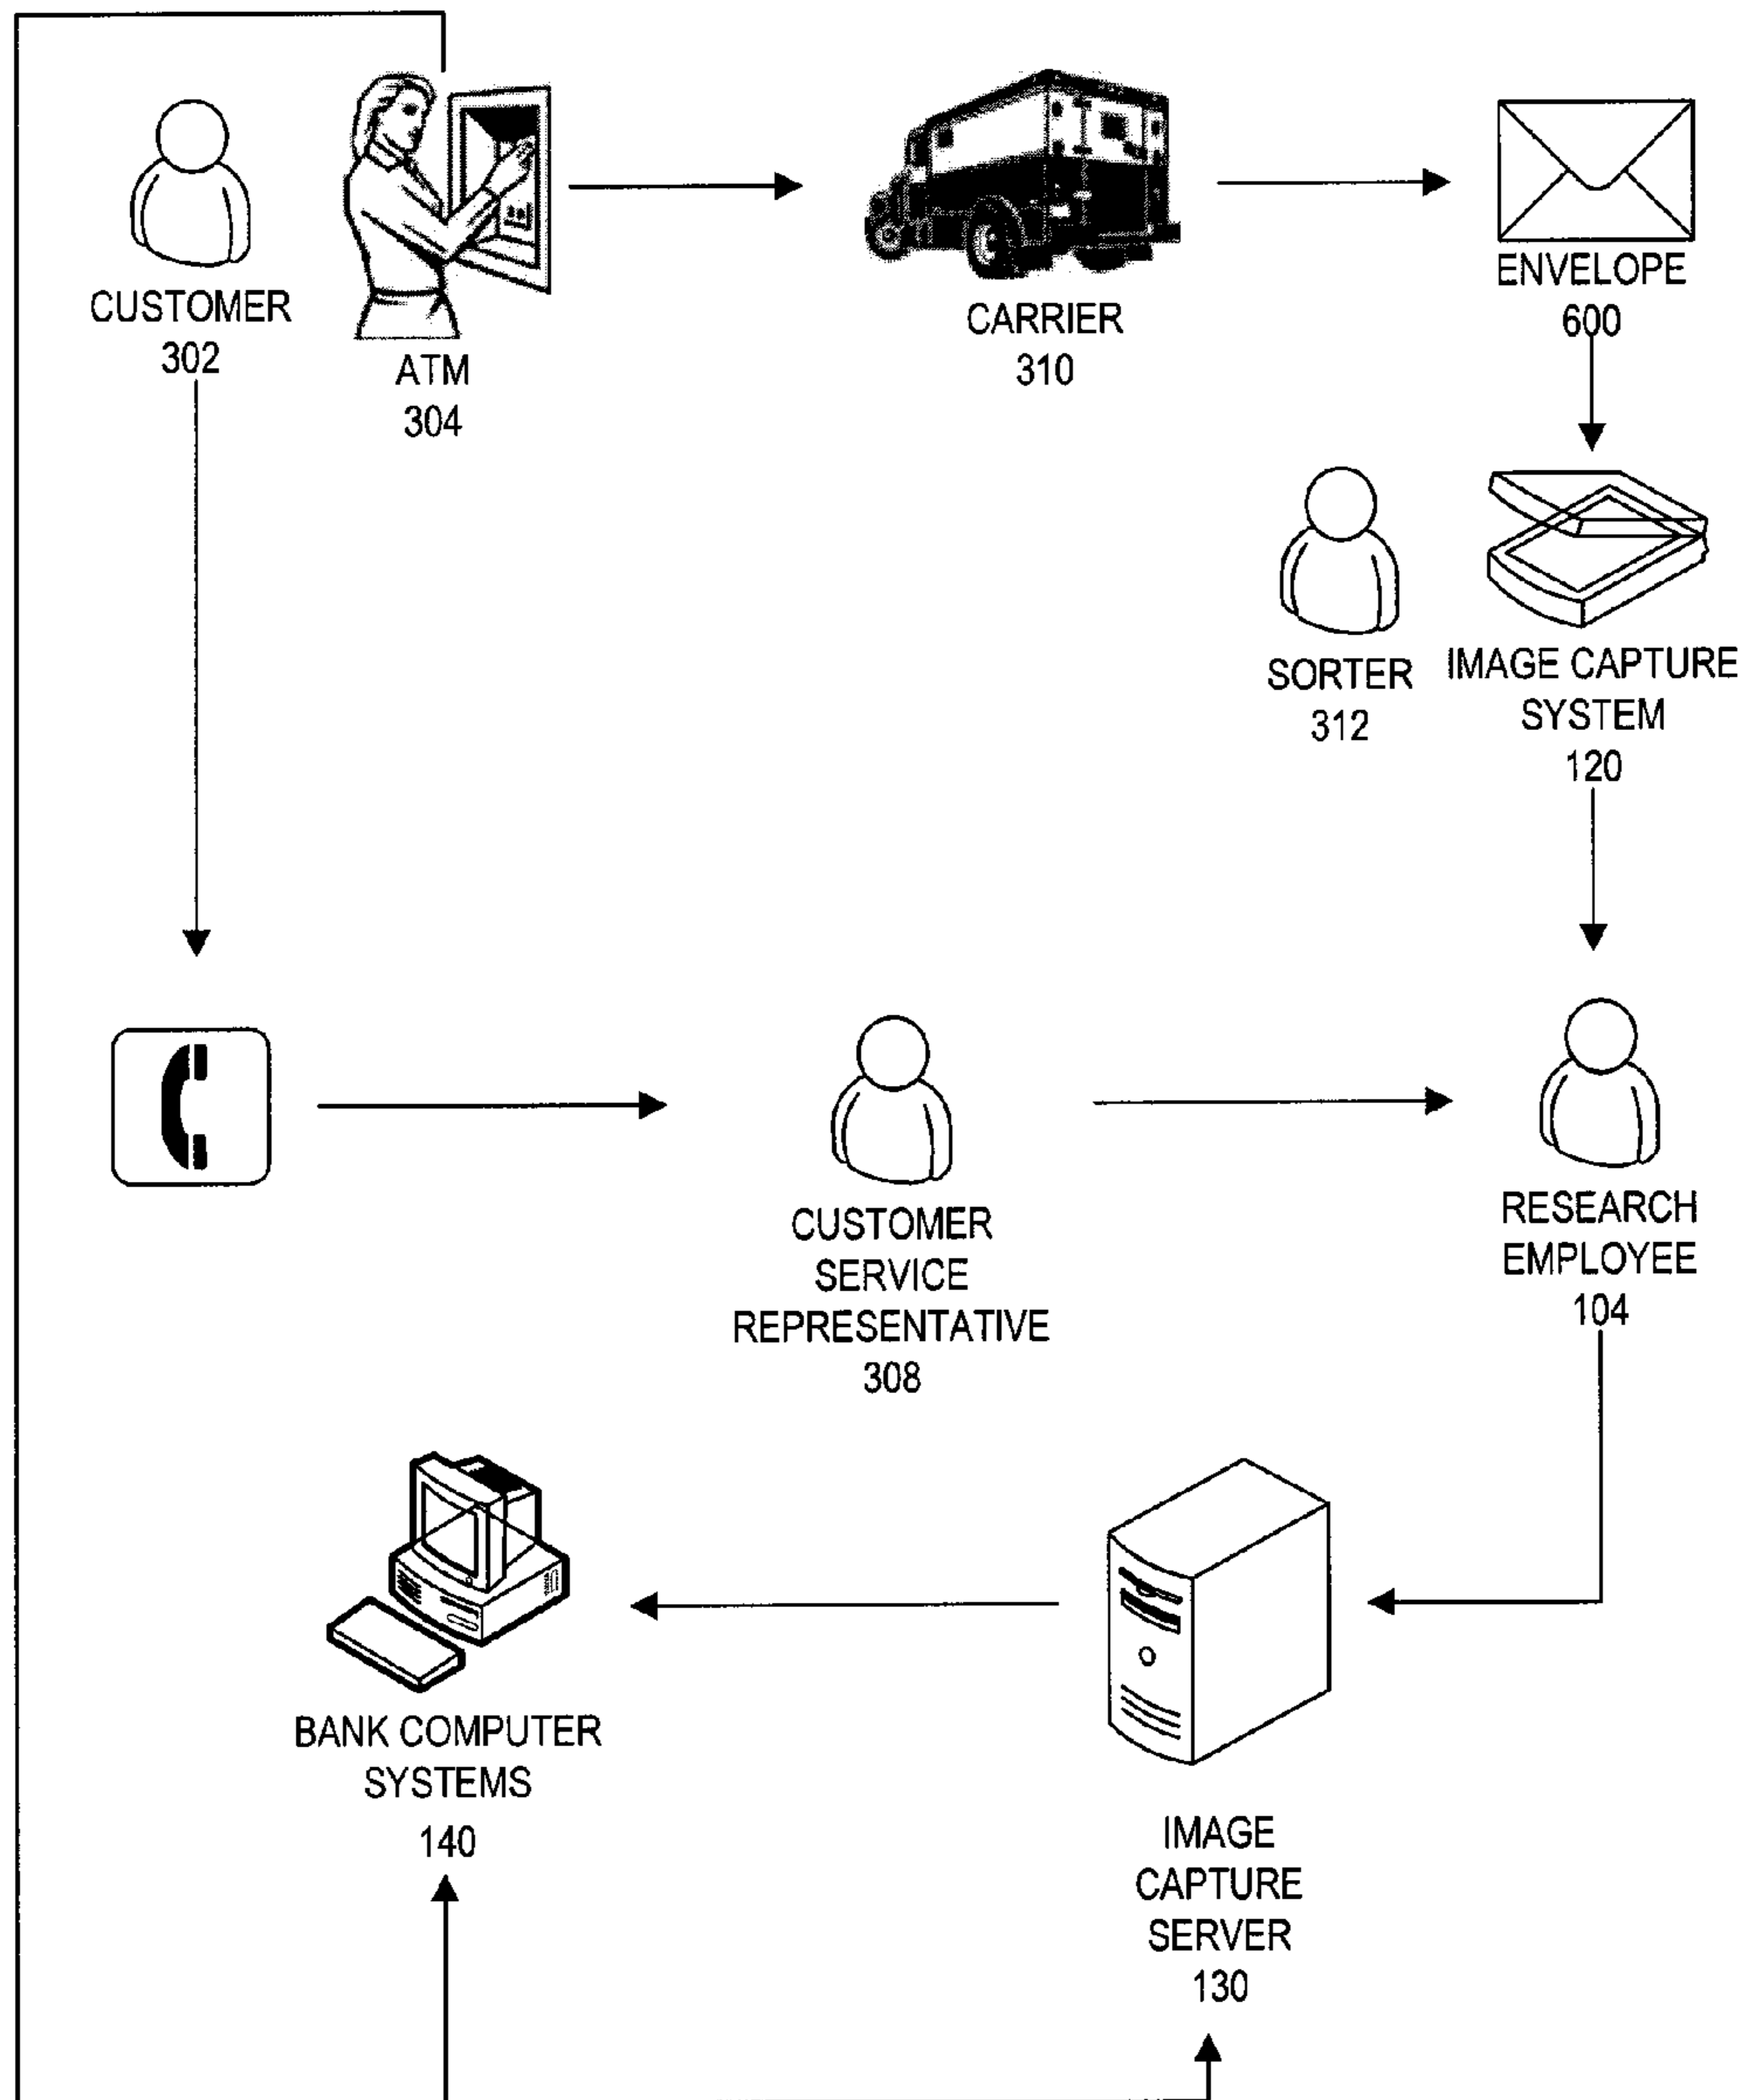 CUSTOMER
302
ATM
304
CARRIER
310
ENVELOPE
600
SORTER
312
IMAGE CAPTURE
SYSTEM
120
CUSTOMER
SERVICE
REPRESENTATIVE
308
RESEARCH
EMPLOYEE
104
BANK COMPUTER
SYSTEMS
140
IMAGE
CAPTURE
SERVER
130